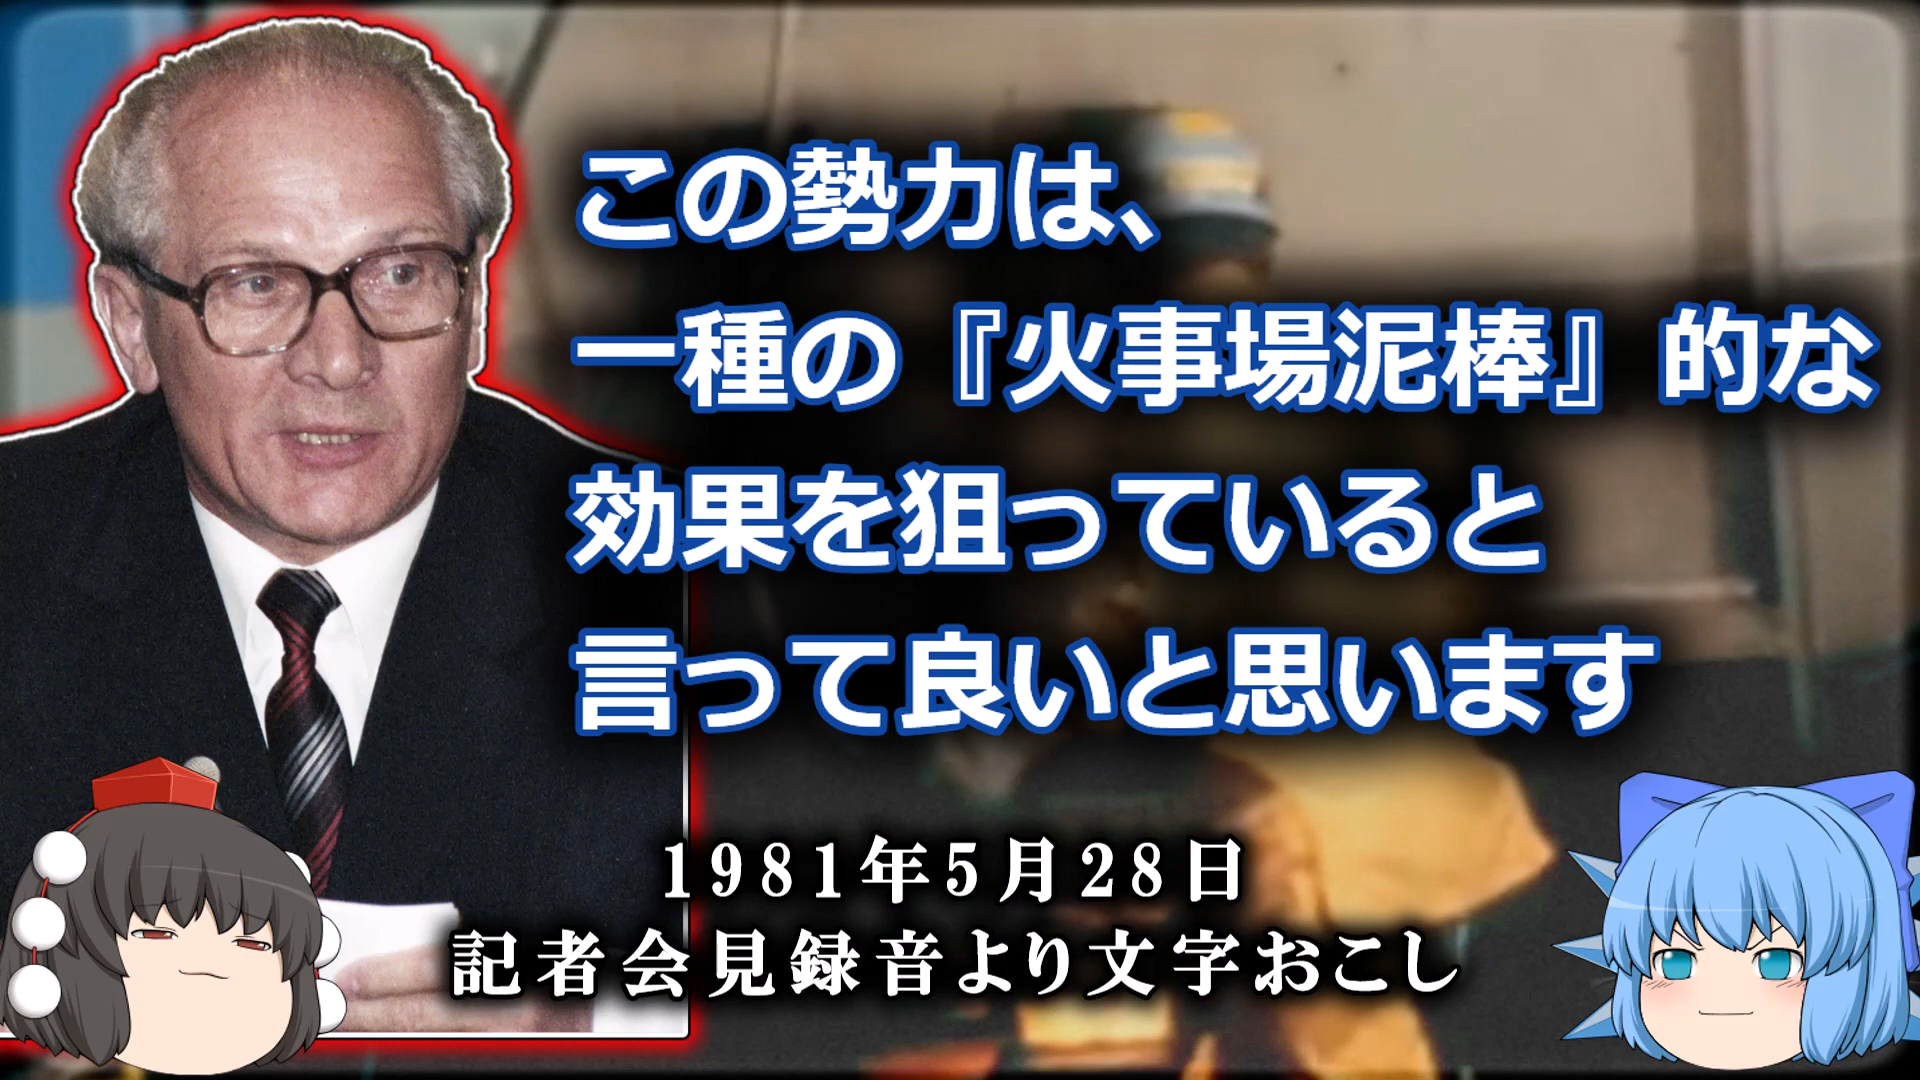 この勢力は、
一種の『火事場泥棒』的な
効果を狙っていると
言って良いと思います
1981年5月28日
記者会見録音より文字おこし